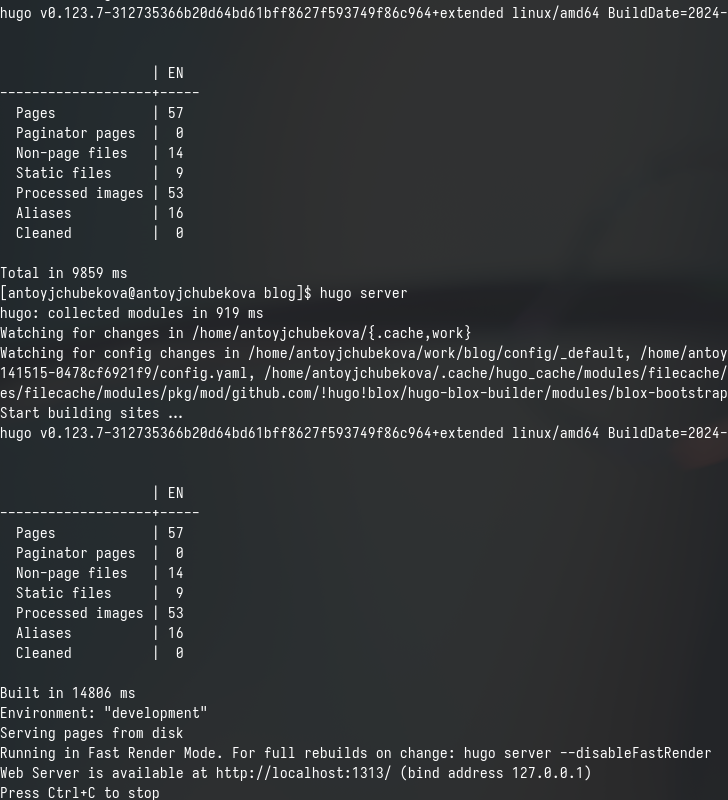 hugo v0.123.7-312735366b20d64bd61bff8627f593749f86c964+extended linux/amd64 BuildDate=2024-
| EN
-------------------+-----
Pages | 57
Paginator pages | 0
Non-page files | 14
Static files | 9
Processed images | 53
Aliases | 16
Cleaned | 0
Total in 9859 ms
[antoyjchubekova@antoyjchubekova blog]$ hugo server
hugo: collected modules in 919 ms
Watching for changes in /home/antoyjchubekova/{.cache,work}
Watching for config changes in /home/antoyjchubekova/work/blog/config/_default, /home/antoy
141515-0478cf6921f9/config.yaml, /home/antoyjchubekova/.cache/hugo_cache/modules/filecache/
es/filecache/modules/pkg/mod/github.com/!hugo!blox/hugo-blox-builder/modules/blox-bootstrap
Start building sites …
hugo v0.123.7-312735366b20d64bd61bff8627f593749f86c964+extended linux/amd64 BuildDate=2024-
| EN
-------------------+-----
Pages | 57
Paginator pages | 0
Non-page files | 14
Static files | 9
Processed images | 53
Aliases | 16
Cleaned | 0
Built in 14806 ms
Environment: "development"
Serving pages from disk
Running in Fast Render Mode. For full rebuilds on change: hugo server --disableFastRender
Web Server is available at http://localhost:1313/ (bind address 127.0.0.1)
Press Ctrl+C to stop